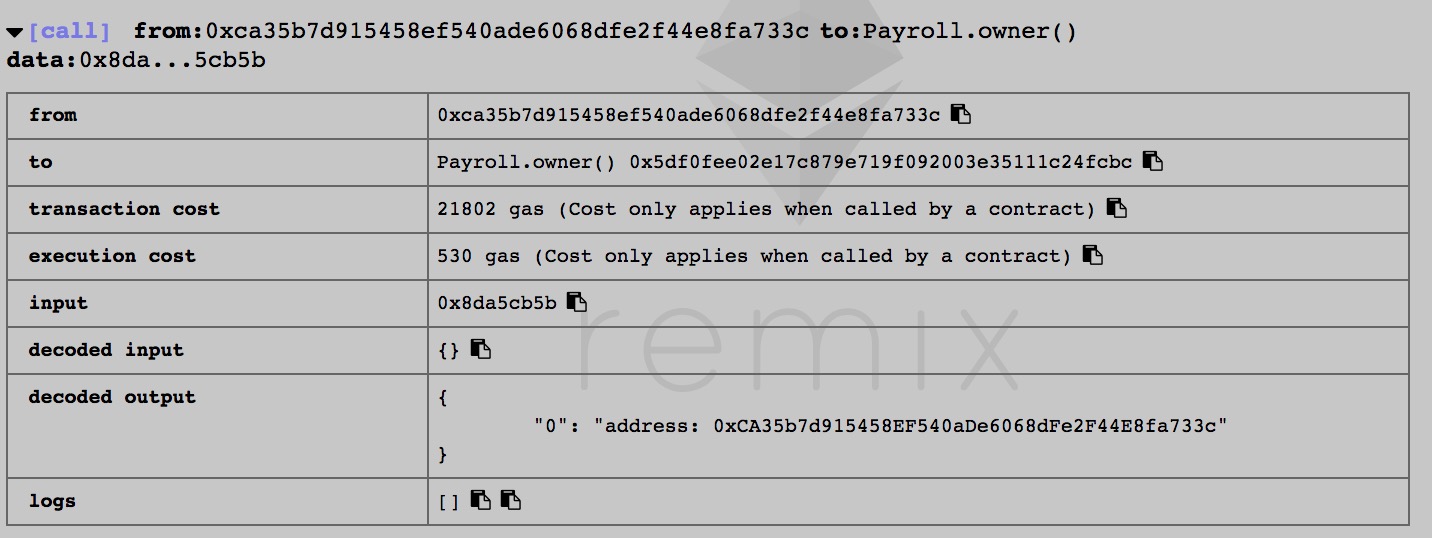 [call] from:0xca35b7d915458ef540ade6068dfe2f44e8fa733c to:Payroll.owner()
data:0x8da...5cb5b
from 0xca35b7d915458ef540ade6068dfe2f44e8fa733c
to Payroll.owner() 0x5df0fee02e17c879e719f092003e35111c24fcbc
transaction cost 21802 gas (Cost only applies when called by a contract)
execution cost 530 gas (Cost only applies when called by a contract)
input 0x8da5cb5b
remix
decoded input {}
decoded output {
"0": "address: 0xCA35b7d915458EF540aDe6068dFe2F44E8fa733c"
}
logs []